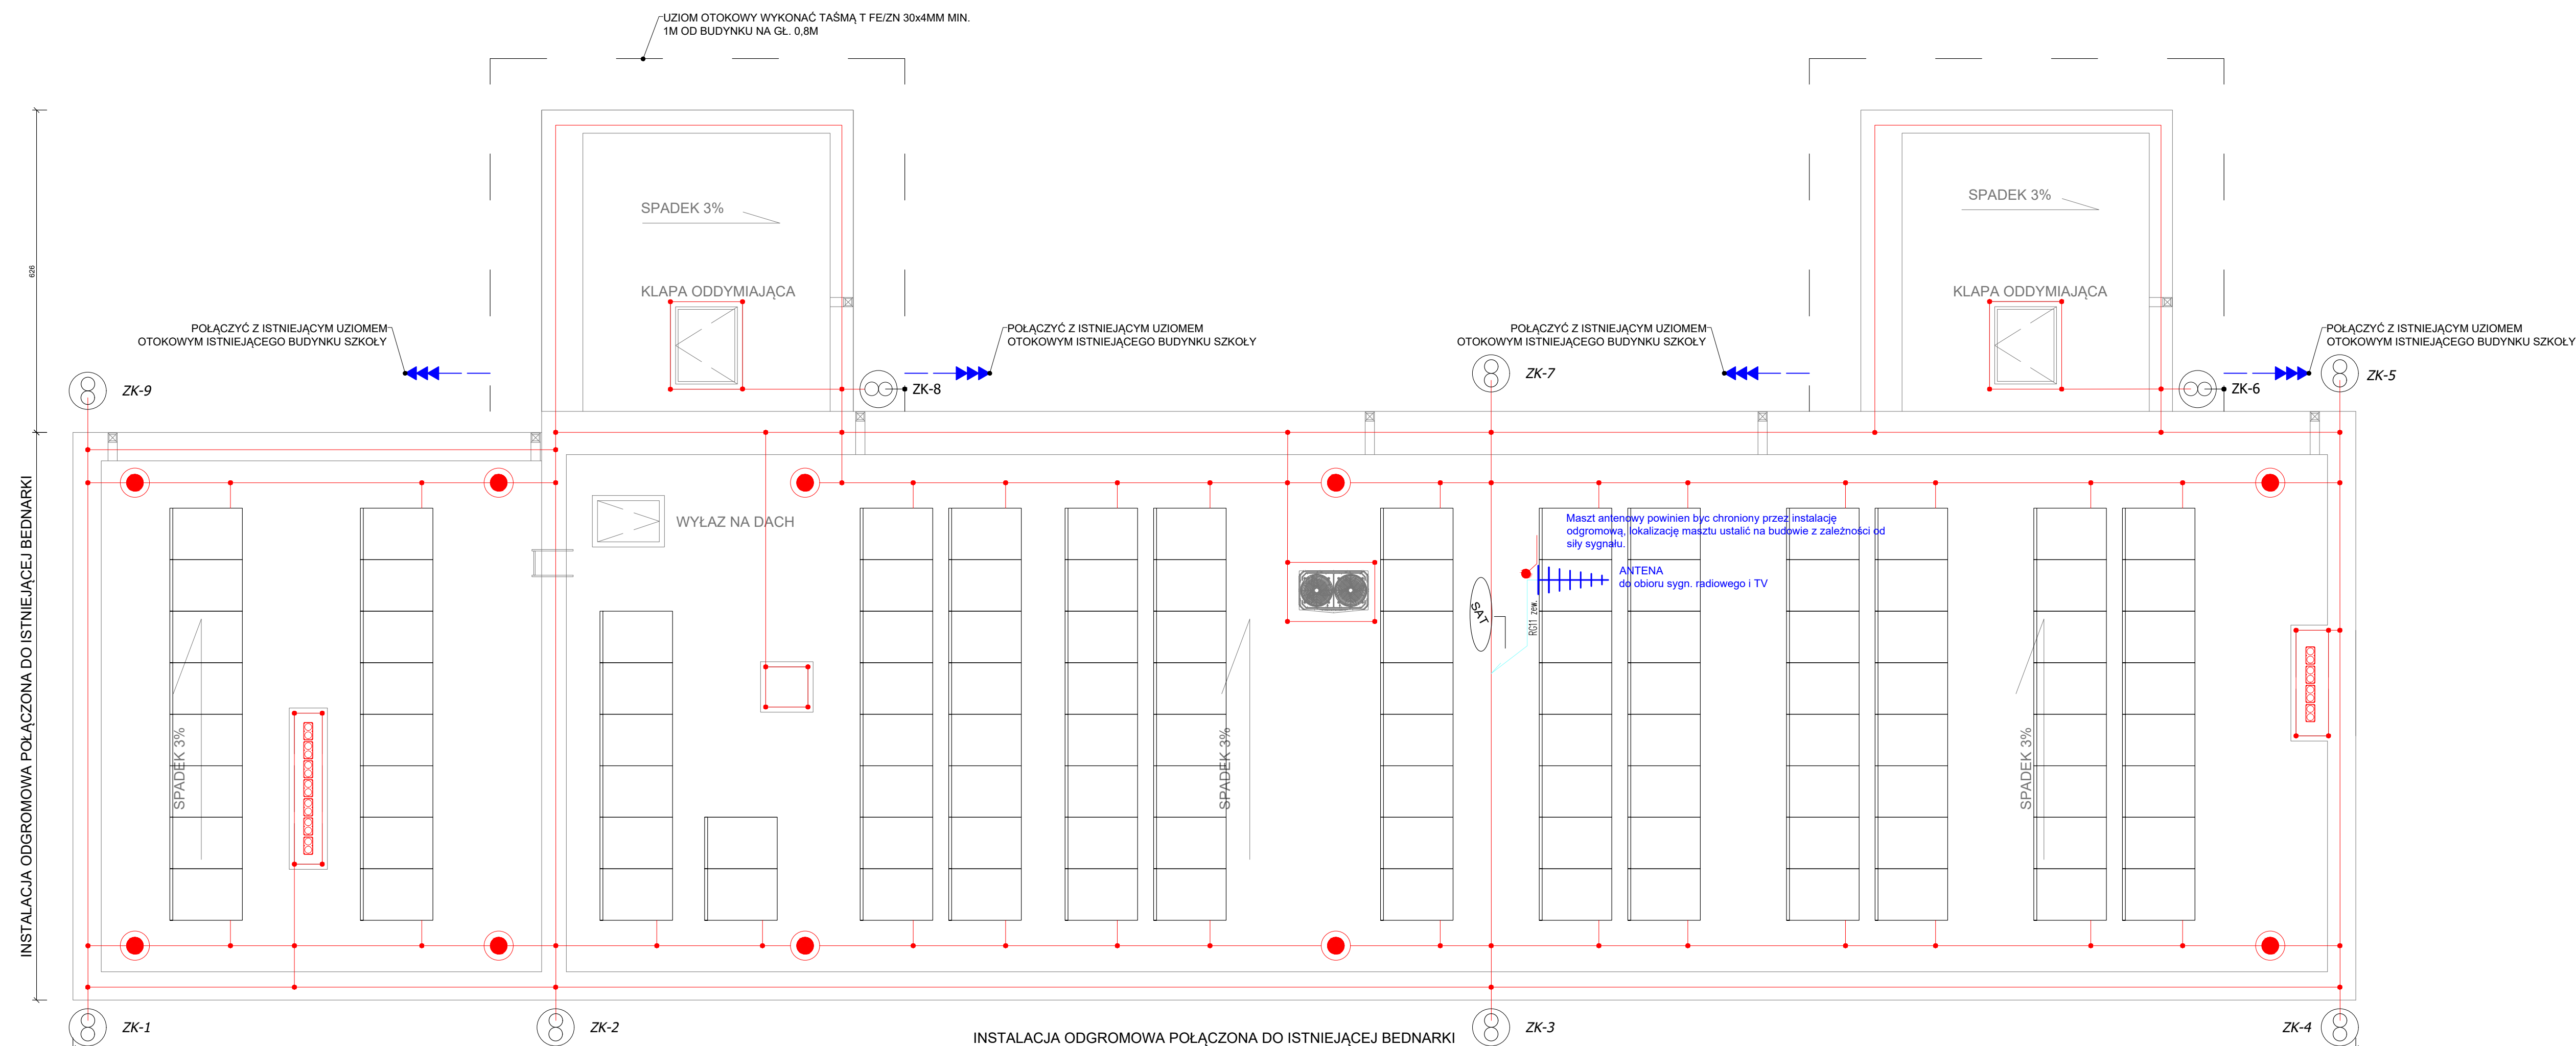 UZIOM OTOKOWY WYKONAĆ TAŚMĄ T FE/ZN 30x4MM MIN.
1M OD BUDYNKU NA GŁ. 0,8M
SPADEK 3%
SPADEK 3%
626
KLAPA ODDYMIAJĄCA
KLAPA ODDYMIAJĄCA
POŁĄCZYĆ Z ISTNIEJĄCYM UZIOMEM
OTOKOWYM ISTNIEJĄCEGO BUDYNKU SZKOŁY
POŁĄCZYĆ Z ISTNIEJĄCYM UZIOMEM
OTOKOWYM ISTNIEJĄCEGO BUDYNKU SZKOŁY
POŁĄCZYĆ Z ISTNIEJĄCYM UZIOMEM
OTOKOWYM ISTNIEJĄCEGO BUDYNKU SZKOŁY
POŁĄCZYĆ Z ISTNIEJĄCYM UZIOMEM
OTOKOWYM ISTNIEJĄCEGO BUDYNKU SZKOŁY
ZK-9
ZK-8
ZK-7
ZK-6
ZK-5
WYŁAZ NA DACH
Maszt antenowy powinien byc chroniony przez instalację
odgromową, lokalizację masztu ustalić na budowie z zależności od
siły sygnału.
ANTENA
do obioru sygn. radiowego i TV
SAT
RG11 zew.
INSTALACJA ODGROMOWA POŁĄCZONA DO ISTNIEJĄCEJ BEDNARKI
SPADEK 3%
SPADEK 3%
SPADEK 3%
ZK-1
ZK-2
ZK-3
ZK-4
INSTALACJA ODGROMOWA POŁĄCZONA DO ISTNIEJĄCEJ BEDNARKI